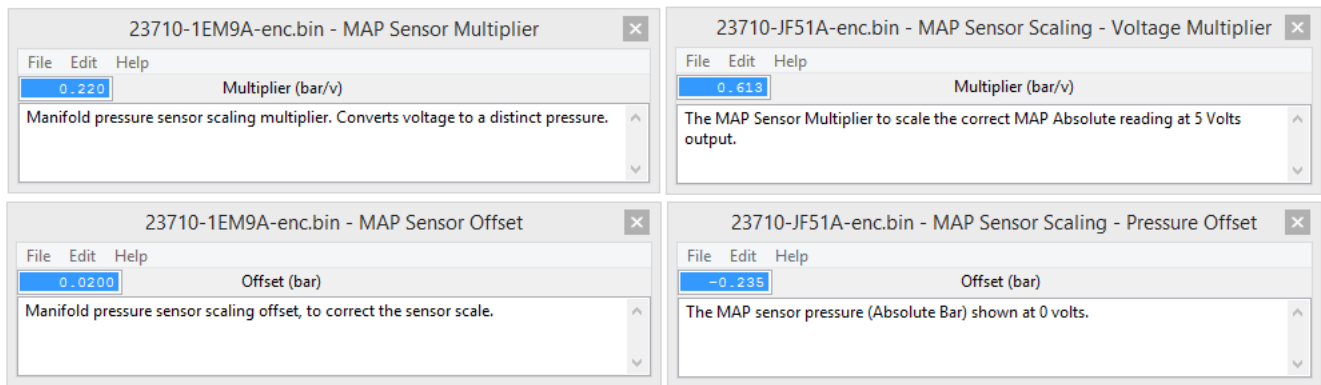 23710-1EM9A-enc.bin - MAP Sensor Multiplier
File Edit Help
0.220 Multiplier (bar/v)
Manifold pressure sensor scaling multiplier. Converts voltage to a distinct pressure.
23710-JF51A-enc.bin - MAP Sensor Scaling - Voltage Multiplier
File Edit Help
0.613 Multiplier (bar/v)
The MAP Sensor Multiplier to scale the correct MAP Absolute reading at 5 Volts
output.
23710-1EM9A-enc.bin - MAP Sensor Offset
File Edit Help
0.0200 Offset (bar)
Manifold pressure sensor scaling offset, to correct the sensor scale.
23710-JF51A-enc.bin - MAP Sensor Scaling - Pressure Offset
File Edit Help
-0.235 Offset (bar)
The MAP sensor pressure (Absolute Bar) shown at 0 volts.